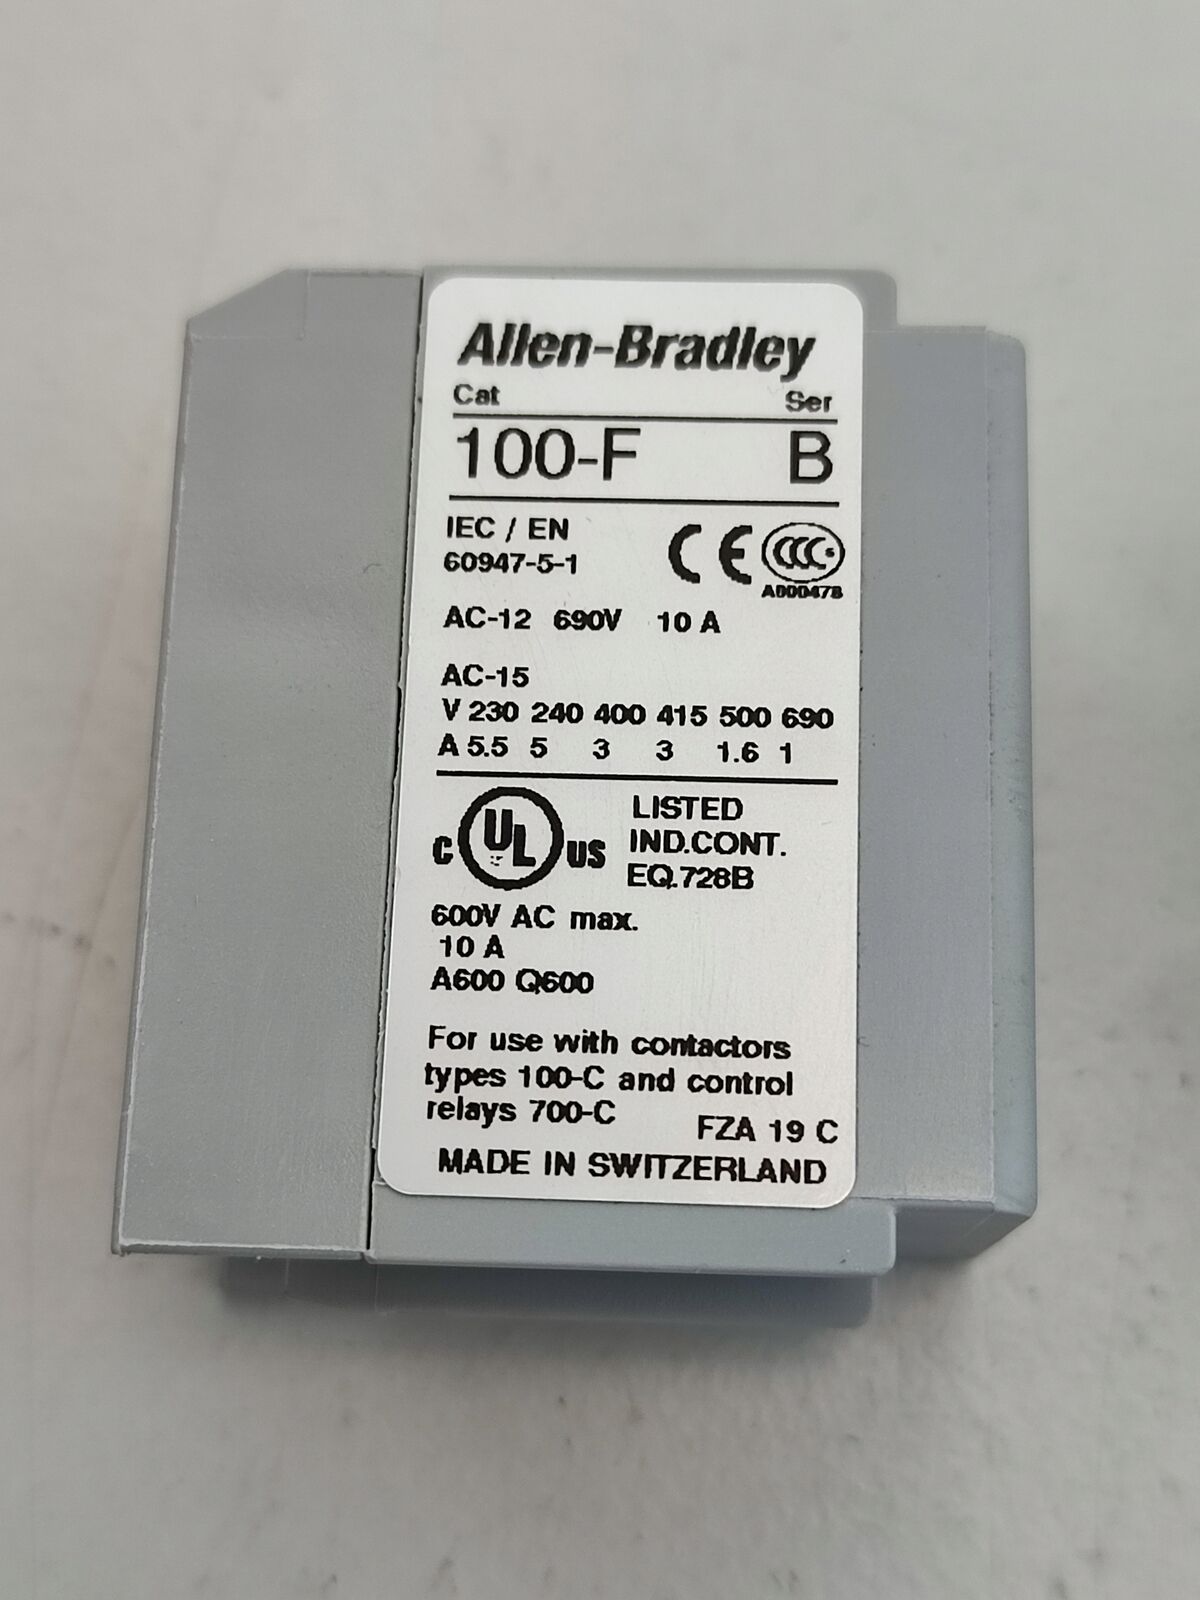 Allen-Bradley
Cat Ser
100-F B
IEC / EN
60947-5-1
CE CCC
A000478
AC-12 690V 10 A
AC-15
V 230 240 400 415 500 690
A 5.5 5 3 3 1.6 1
C UL US LISTED
IND.CONT.
EQ.728B
600V AC max.
10 A
A600 Q600
For use with contactors
types 100-C and control
relays 700-C
FZA 19 C
MADE IN SWITZERLAND